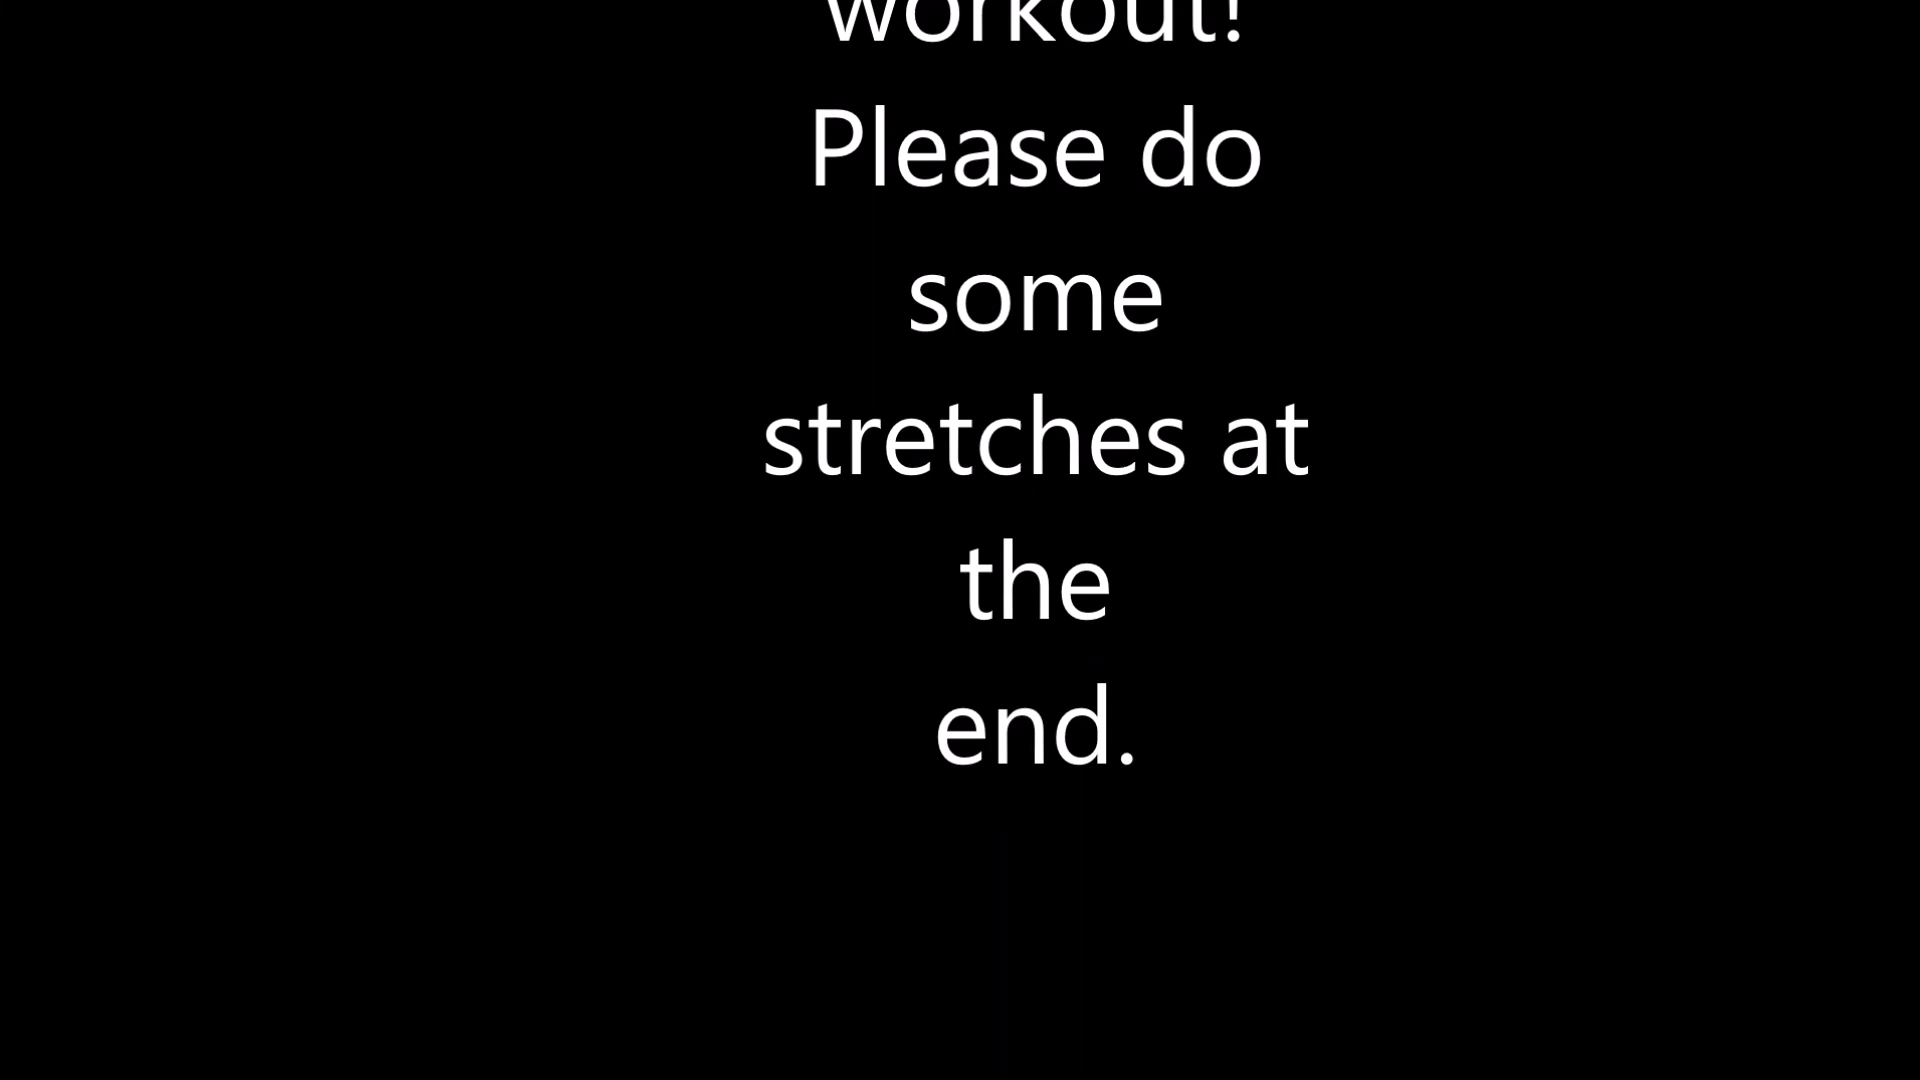 workout!
Please do
some
stretches at
the
end.